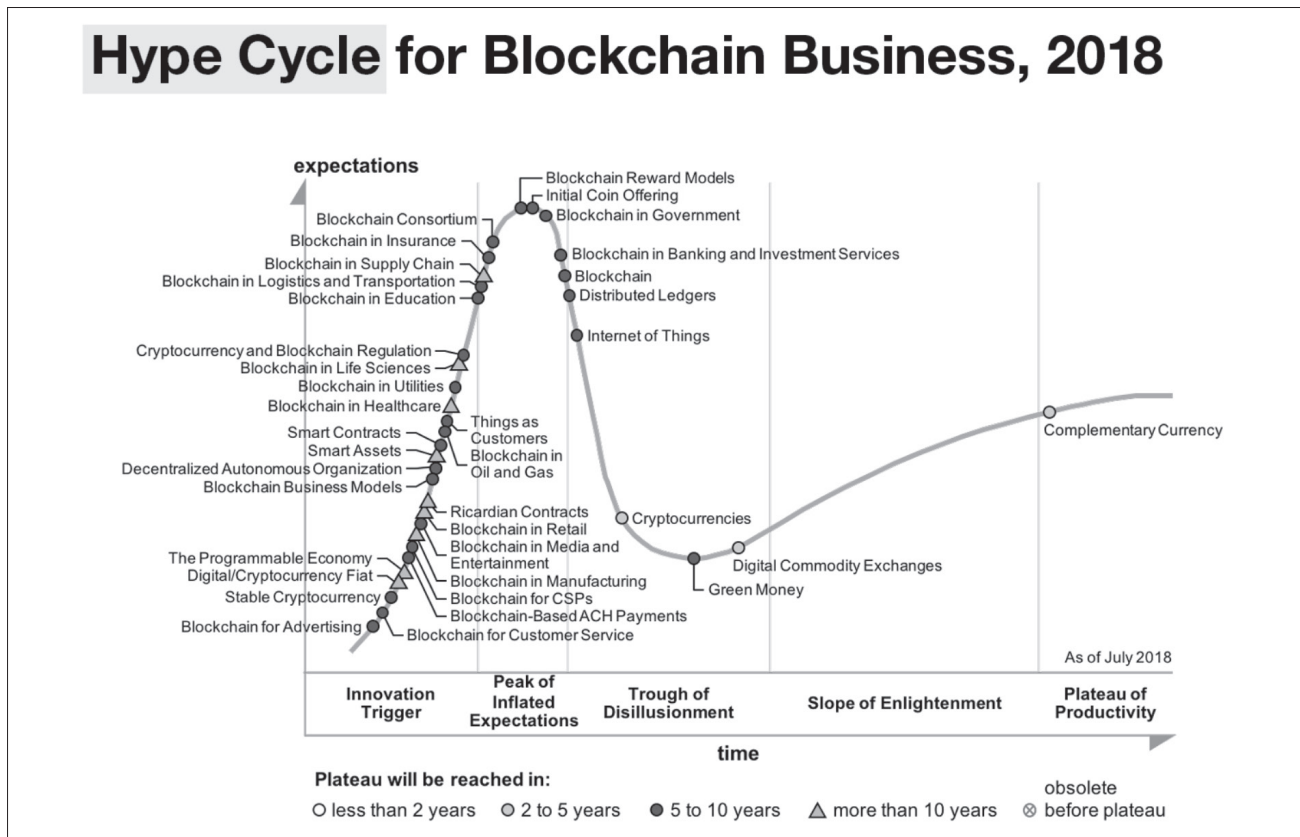 Hype Cycle for Blockchain Business, 2018
expectations
Blockchain Reward Models
Initial Coin Offering
Blockchain in Government
Blockchain Consortium
Blockchain in Insurance
Blockchain in Supply Chain
Blockchain in Logistics and Transportation
Blockchain in Education
Blockchain in Banking and Investment Services
Blockchain
Distributed Ledgers
Internet of Things
Cryptocurrency and Blockchain Regulation
Blockchain in Life Sciences
Blockchain in Utilities
Blockchain in Healthcare
Smart Contracts
Smart Assets
Decentralized Autonomous Organization
Blockchain Business Models
Things as
Customers
Blockchain in
Oil and Gas
Ricardian Contracts
Blockchain in Retail
Blockchain in Media and
Entertainment
Blockchain in Manufacturing
Blockchain for CSPs
Blockchain-Based ACH Payments
Blockchain for Customer Service
The Programmable Economy
Digital/Cryptocurrency Fiat
Stable Cryptocurrency
Blockchain for Advertising
Cryptocurrencies
Digital Commodity Exchanges
Green Money
Complementary Currency
As of July 2018
Innovation
Trigger
Peak of
Inflated
Expectations
Trough of
Disillusionment
Slope of Enlightenment
Plateau of
Productivity
time
Plateau will be reached in:
less than 2 years
2 to 5 years
5 to 10 years
more than 10 years
obsolete
before plateau